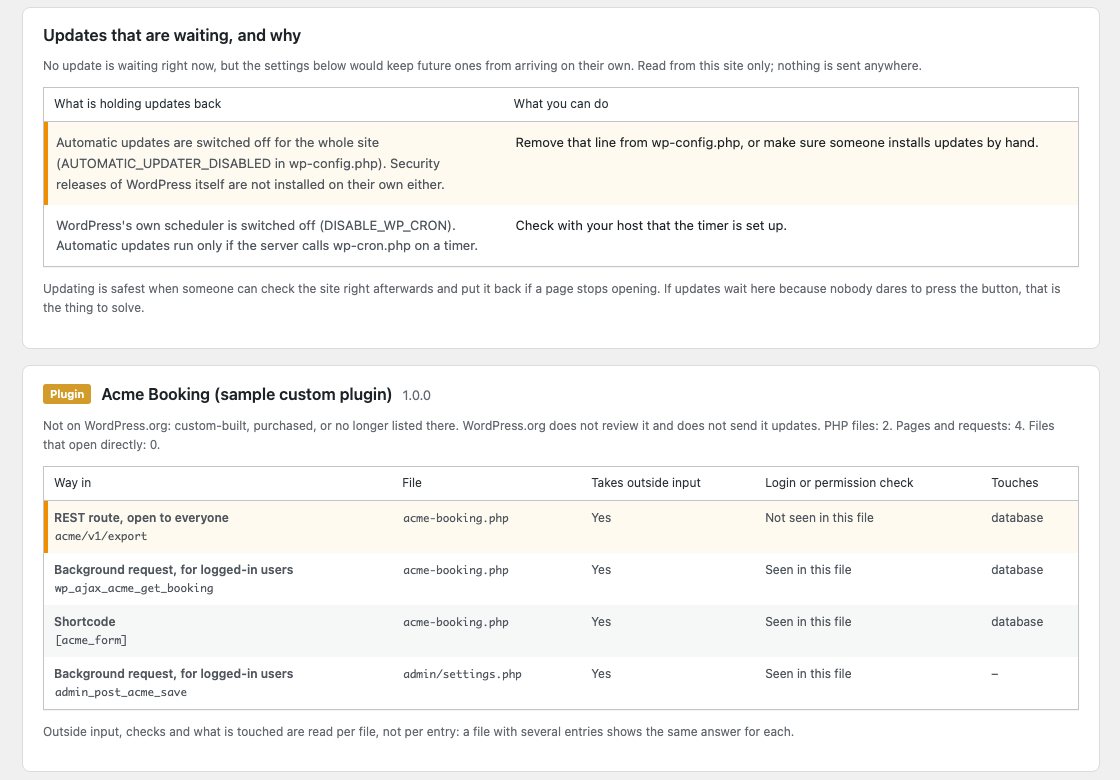 Updates that are waiting, and why
No update is waiting right now, but the settings below would keep future ones from arriving on their own. Read from this site only; nothing is sent anywhere.
What is holding updates back What you can do
Automatic updates are switched off for the whole site
(AUTOMATIC_UPDATER_DISABLED in wp-config.php). Security
releases of WordPress itself are not installed on their own either.
Remove that line from wp-config.php, or make sure someone installs updates by hand.
WordPress's own scheduler is switched off (DISABLE_WP_CRON).
Automatic updates run only if the server calls wp-cron.php on a timer.
Check with your host that the timer is set up.
Updating is safest when someone can check the site right afterwards and put it back if a page stops opening. If updates wait here because nobody dares to press the button, that is
the thing to solve.
Plugin Acme Booking (sample custom plugin) 1.0.0
Not on WordPress.org: custom-built, purchased, or no longer listed there. WordPress.org does not review it and does not send it updates. PHP files: 2. Pages and requests: 4. Files
that open directly: 0.
Way in File Takes outside input Login or permission check Touches
REST route, open to everyone acme-booking.php Yes Not seen in this file database
acme/v1/export
Background request, for logged-in users acme-booking.php Yes Seen in this file database
wp_ajax_acme_get_booking
Shortcode acme-booking.php Yes Seen in this file database
[acme_form]
Background request, for logged-in users admin/settings.php Yes Seen in this file –
admin_post_acme_save
Outside input, checks and what is touched are read per file, not per entry: a file with several entries shows the same answer for each.